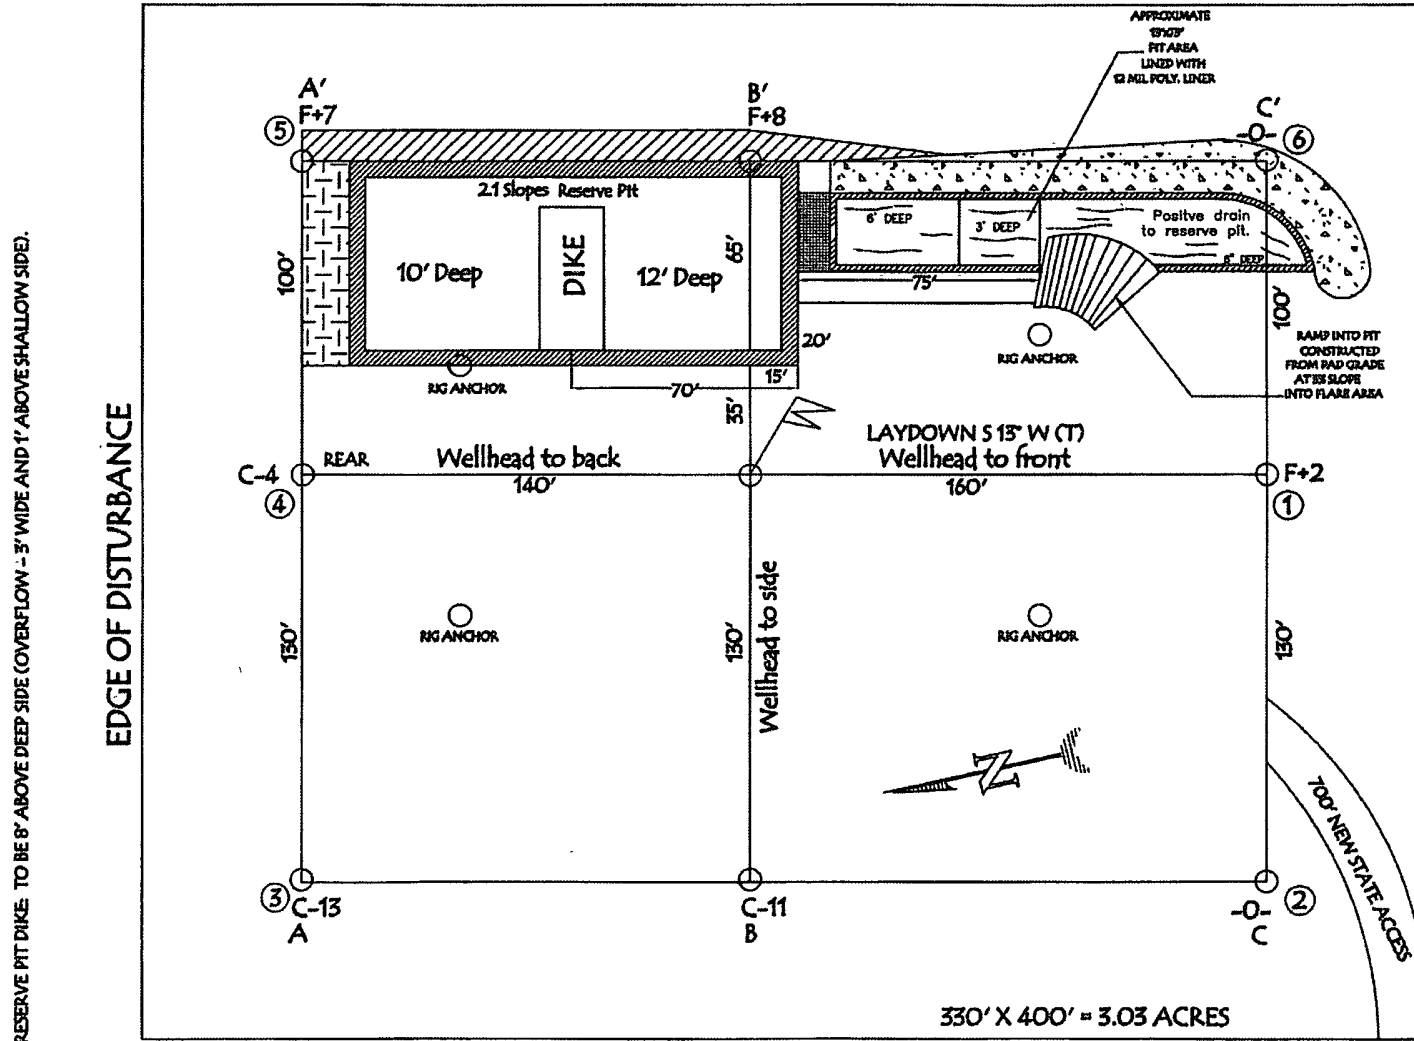 APPROXIMATE
PIT AREA
LINED WITH
12 MIL POLY. LINER
A'
F+7
B'
F+8
C'
-0-
5
6
2:1 Slopes Reserve Pit
10' Deep
DIKE
12' Deep
65'
100'
6' DEEP
3' DEEP
Positve drain
to reserve pit.
75'
20'
15'
70'
35'
100'
RIG ANCHOR
RIG ANCHOR
RAMP INTO PIT
CONSTRUCTED
FROM PAD GRADE
SLOPE
INTO FLARE AREA
LAYDOWN S 13° W (T)
C-4
REAR
Wellhead to back
140'
Wellhead to front
160'
F+2
4
1
RIG ANCHOR
RIG ANCHOR
130'
130'
Wellhead to side
130'
N
700' NEW STATE ACCESS
3
C-13
A
C-11
B
-0-
C
2
330' X 400' = 3.03 ACRES
EDGE OF DISTURBANCE
RESERVE PIT DIKE: TO BE 8' ABOVE DEEP SIDE (OVERFLOW - 3' WIDE AND 1' ABOVE SHALLOW SIDE).